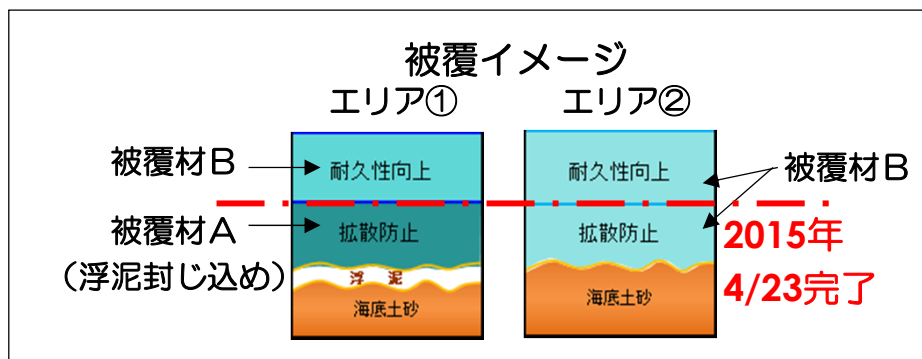 被覆イメージ
エリア①
エリア②
被覆材B
耐久性向上
耐久性向上
被覆材B
被覆材A
(浮泥封じ込め)
拡散防止
拡散防止
2015年
4/23完了
浮 泥
海底土砂
海底土砂